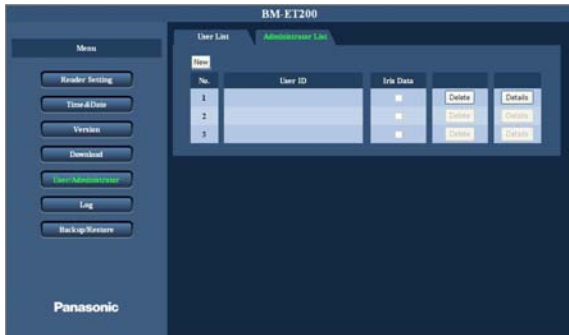 BM-ET200
Menu
Reader Setting
Time&Date
Version
Download
User/Administrator
Log
Backup/Restore
Panasonic
User List Administrator List
New
No. User ID Iris Data
1 Delete Details
2 Delete Details
3 Delete Details